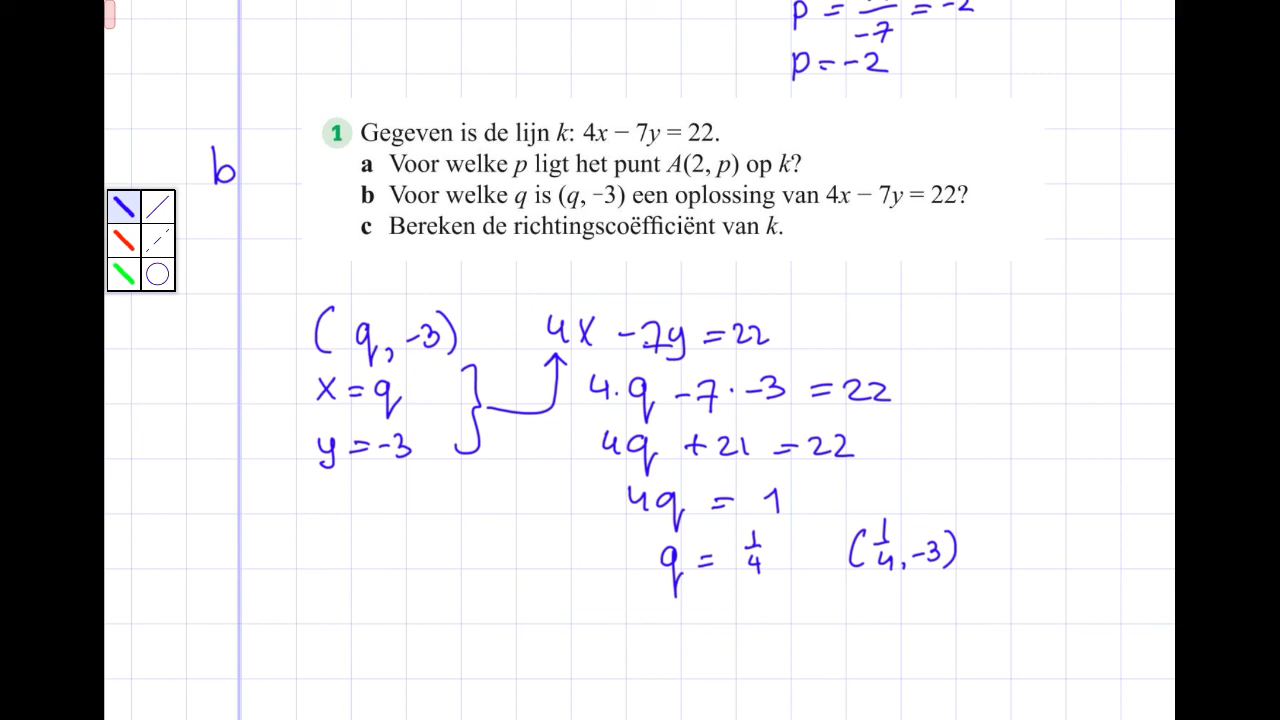 p = — = -2
-7
p = -2
b
1 Gegeven is de lijn k: 4x − 7y = 22.
a Voor welke p ligt het punt A(2, p) op k?
b Voor welke q is (q, −3) een oplossing van 4x − 7y = 22?
c Bereken de richtingscoëfficiënt van k.
(q, -3) 4x - 7y = 22
x = q 4·q - 7·-3 = 22
y = -3 4q + 21 = 22
4q = 1
q = 1/4 (1/4, -3)